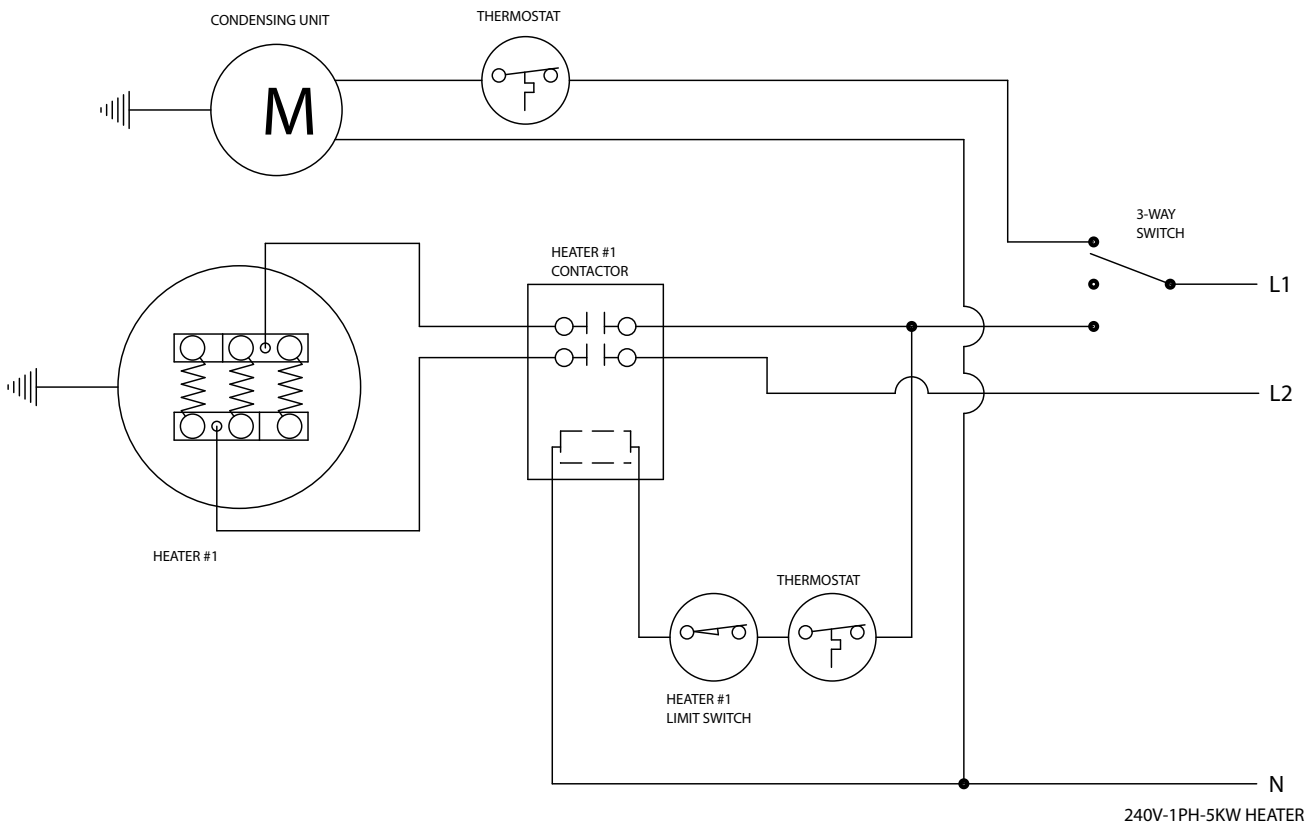 CONDENSING UNIT
THERMOSTAT
M
3-WAY
SWITCH
HEATER #1
CONTACTOR
L1
L2
HEATER #1
THERMOSTAT
HEATER #1
LIMIT SWITCH
N
240V-1PH-5KW HEATER